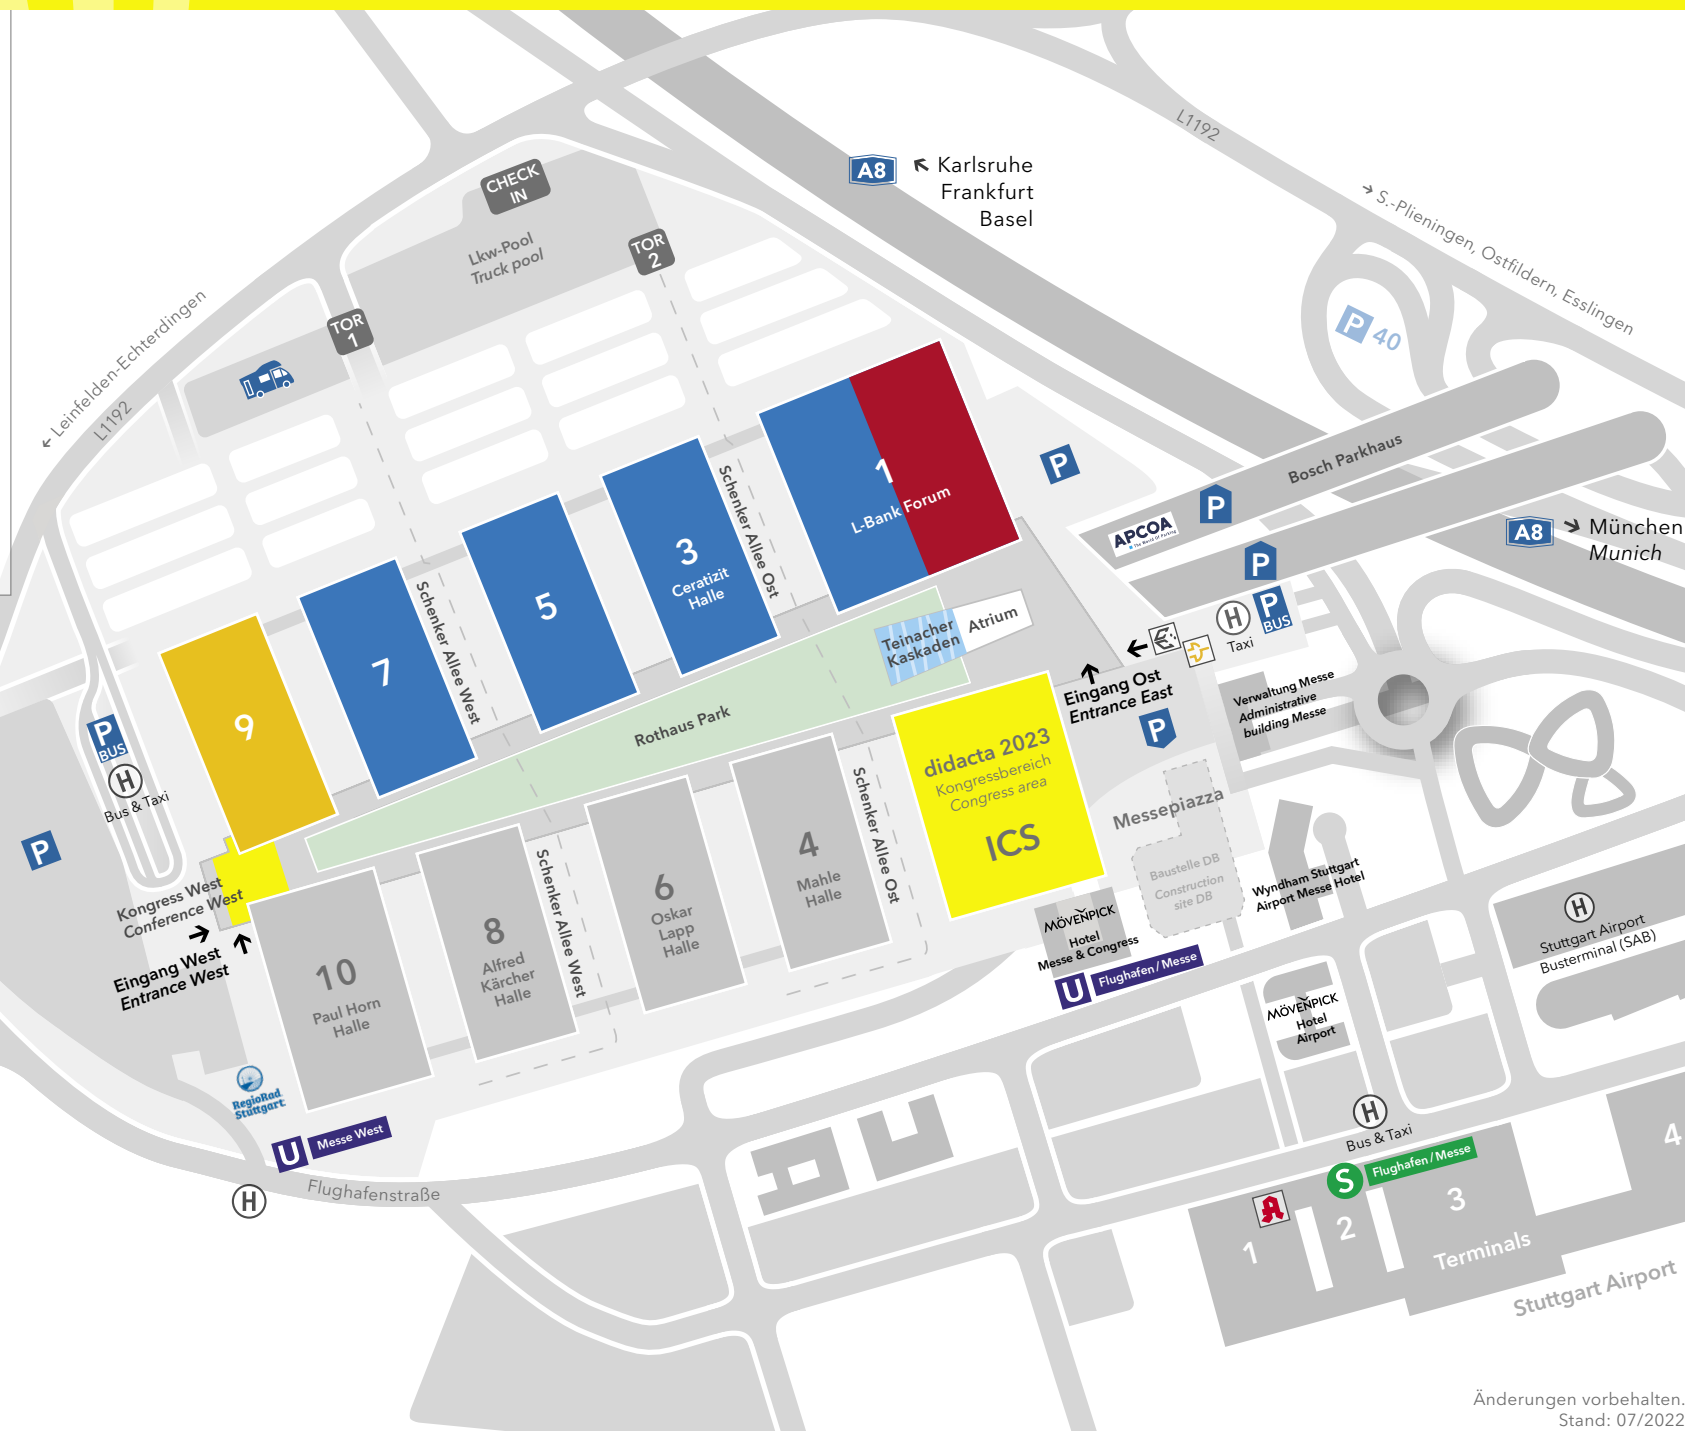 A8
Karlsruhe
Frankfurt
Basel
L1192
S.-Plieningen, Ostfildern, Esslingen
CHECK
IN
Lkw-Pool
Truck pool
TOR
2
TOR
1
Leinfelden-Echterdingen
L1192
P 40
Bosch Parkhaus
P
P
APCOA
P
A8
München
Munich
1
L-Bank Forum
3
Ceratizit
Halle
5
7
9
Schenker Allee Ost
Schenker Allee West
Teinacher
Kaskaden
Atrium
Rothaus Park
H
Taxi
P
BUS
Eingang Ost
Entrance East
P
Verwaltung Messe
Administrative
building Messe
Messepiazza
Baustelle DB
Construction
site DB
didacta 2023
Kongressbereich
Congress area
ICS
P
BUS
H
Bus & Taxi
P
Kongress West
Conference West
Eingang West
Entrance West
10
Paul Horn
Halle
8
Alfred
Kärcher
Halle
Schenker Allee West
6
Oskar
Lapp
Halle
4
Mahle
Halle
Schenker Allee Ost
MÖVENPICK
Hotel
Messe & Congress
U Flughafen / Messe
Wyndham Stuttgart
Airport Messe Hotel
H
Stuttgart Airport
Busterminal (SAB)
MÖVENPICK
Hotel
Airport
RegioRad
Stuttgart
U Messe West
H
Flughafenstraße
H
Bus & Taxi
S Flughafen / Messe
A
1
2
3
4
Terminals
Stuttgart Airport
Änderungen vorbehalten.
Stand: 07/2022